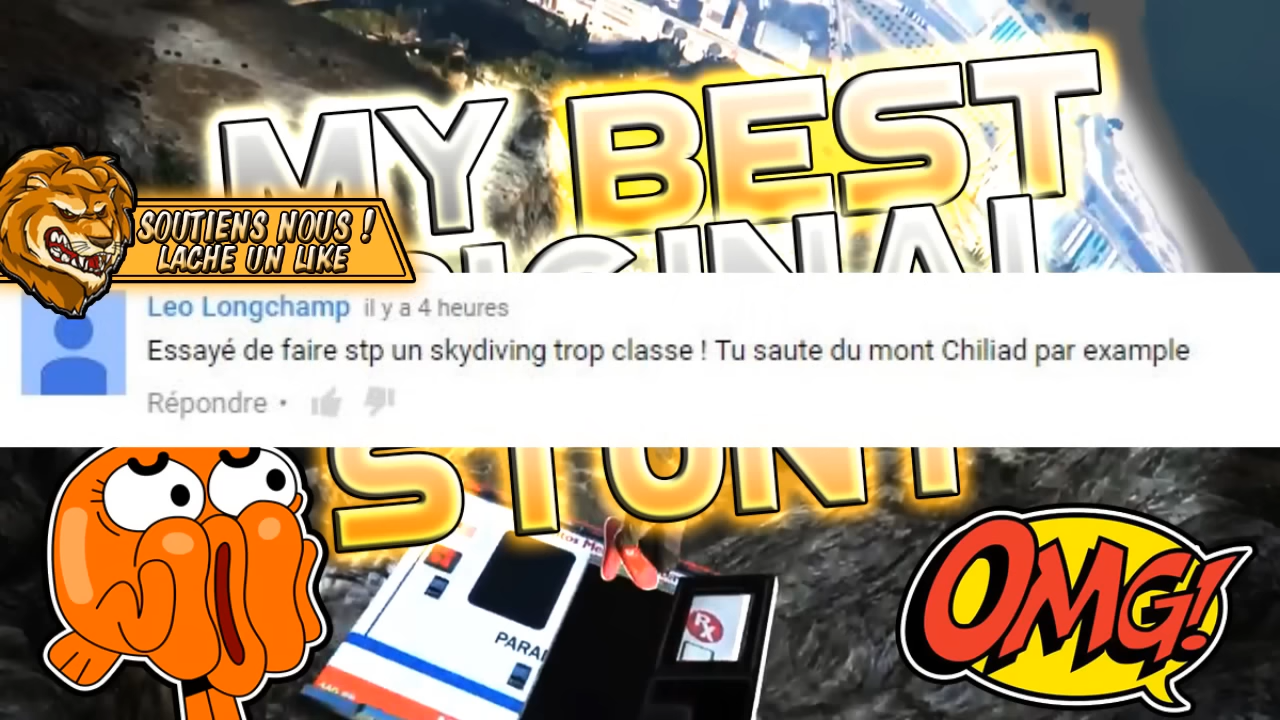 MY BEST
SOUTIENS NOUS !
LACHE UN LIKE
Leo Longchamp il y a 4 heures
Essayé de faire stp un skydiving trop classe ! Tu saute du mont Chiliad par example
Répondre •
STUNT
PARA
Rx
OMG!